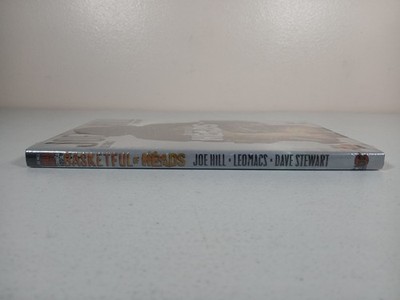 BASKETFUL OF HEADS JOE HILL • LEOMACS • DAVE STEWART